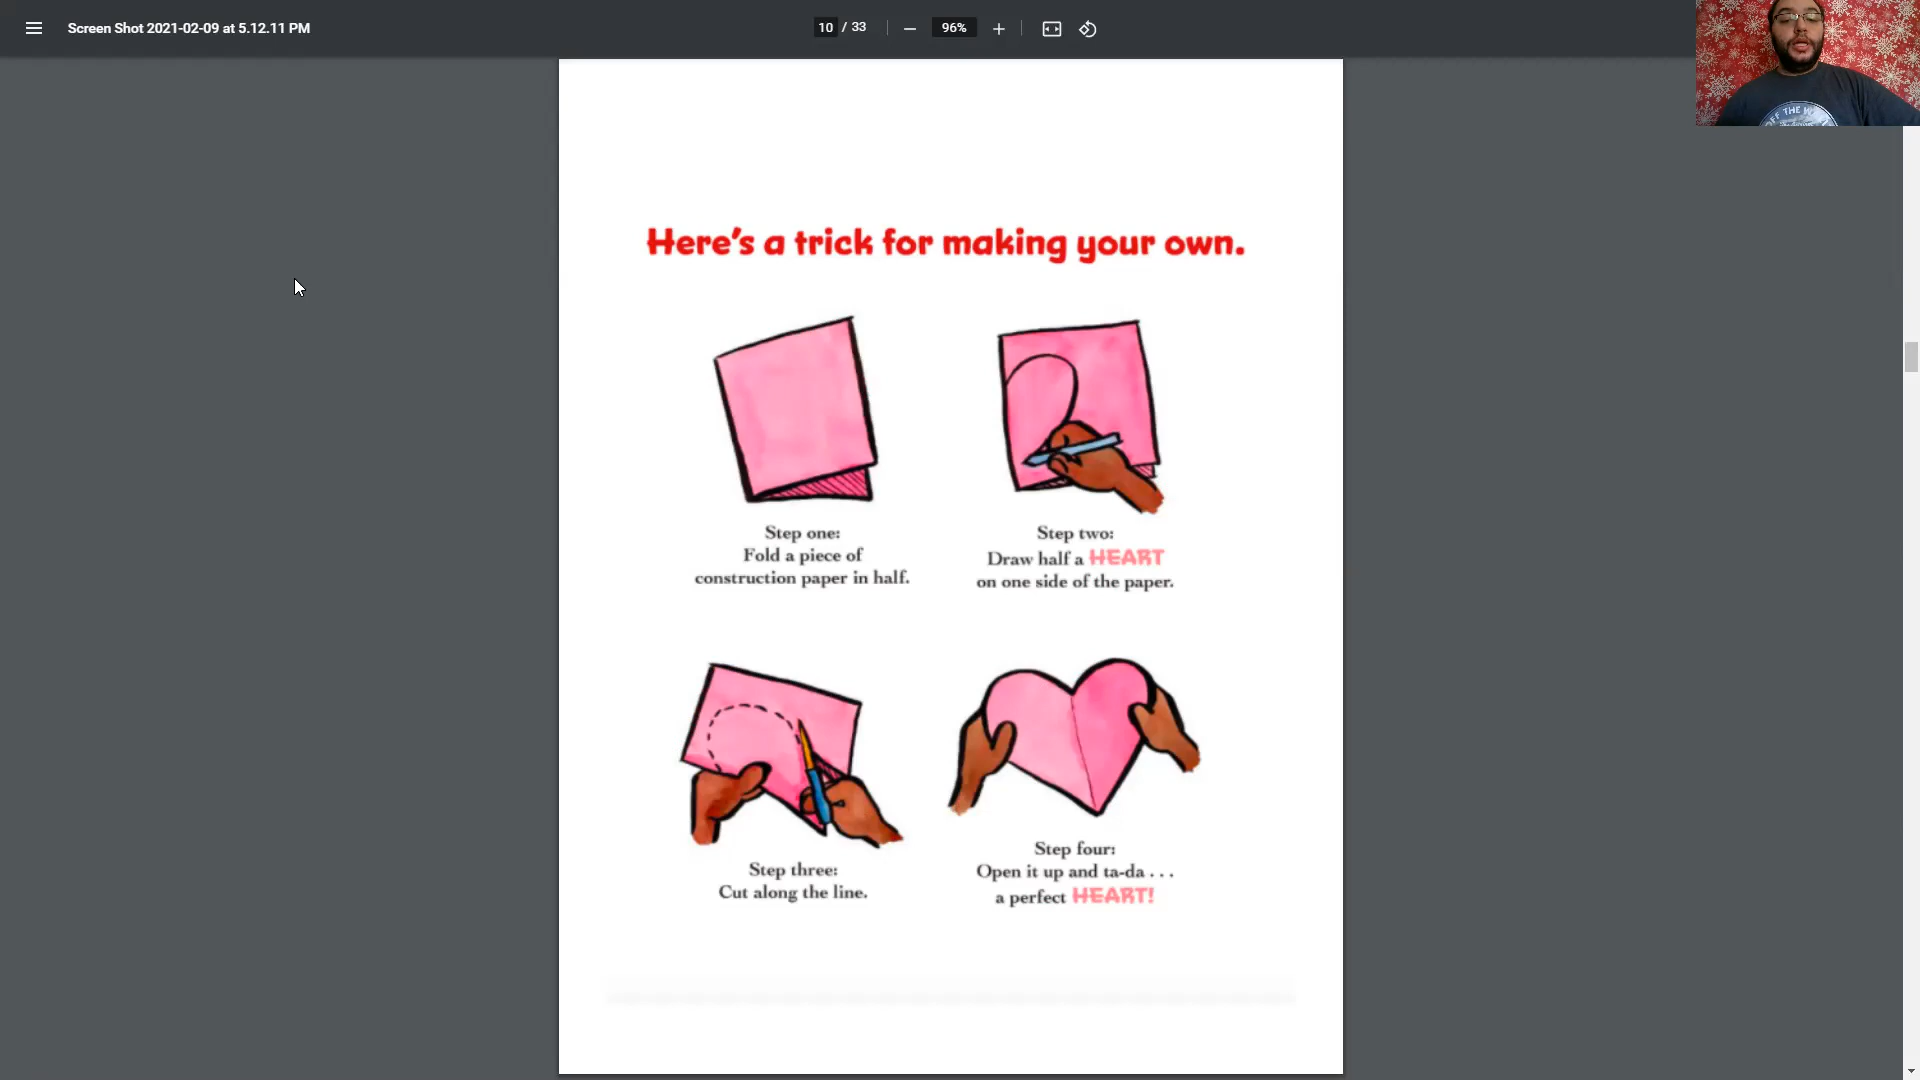 Screen Shot 2021-02-09 at 5.12.11 PM
10 / 33
96%
OFF THE W
Here's a trick for making your own.
Step one:
Fold a piece of
construction paper in half.
Step two:
Draw half a HEART
on one side of the paper.
Step three:
Cut along the line.
Step four:
Open it up and ta-da . . .
a perfect HEART!